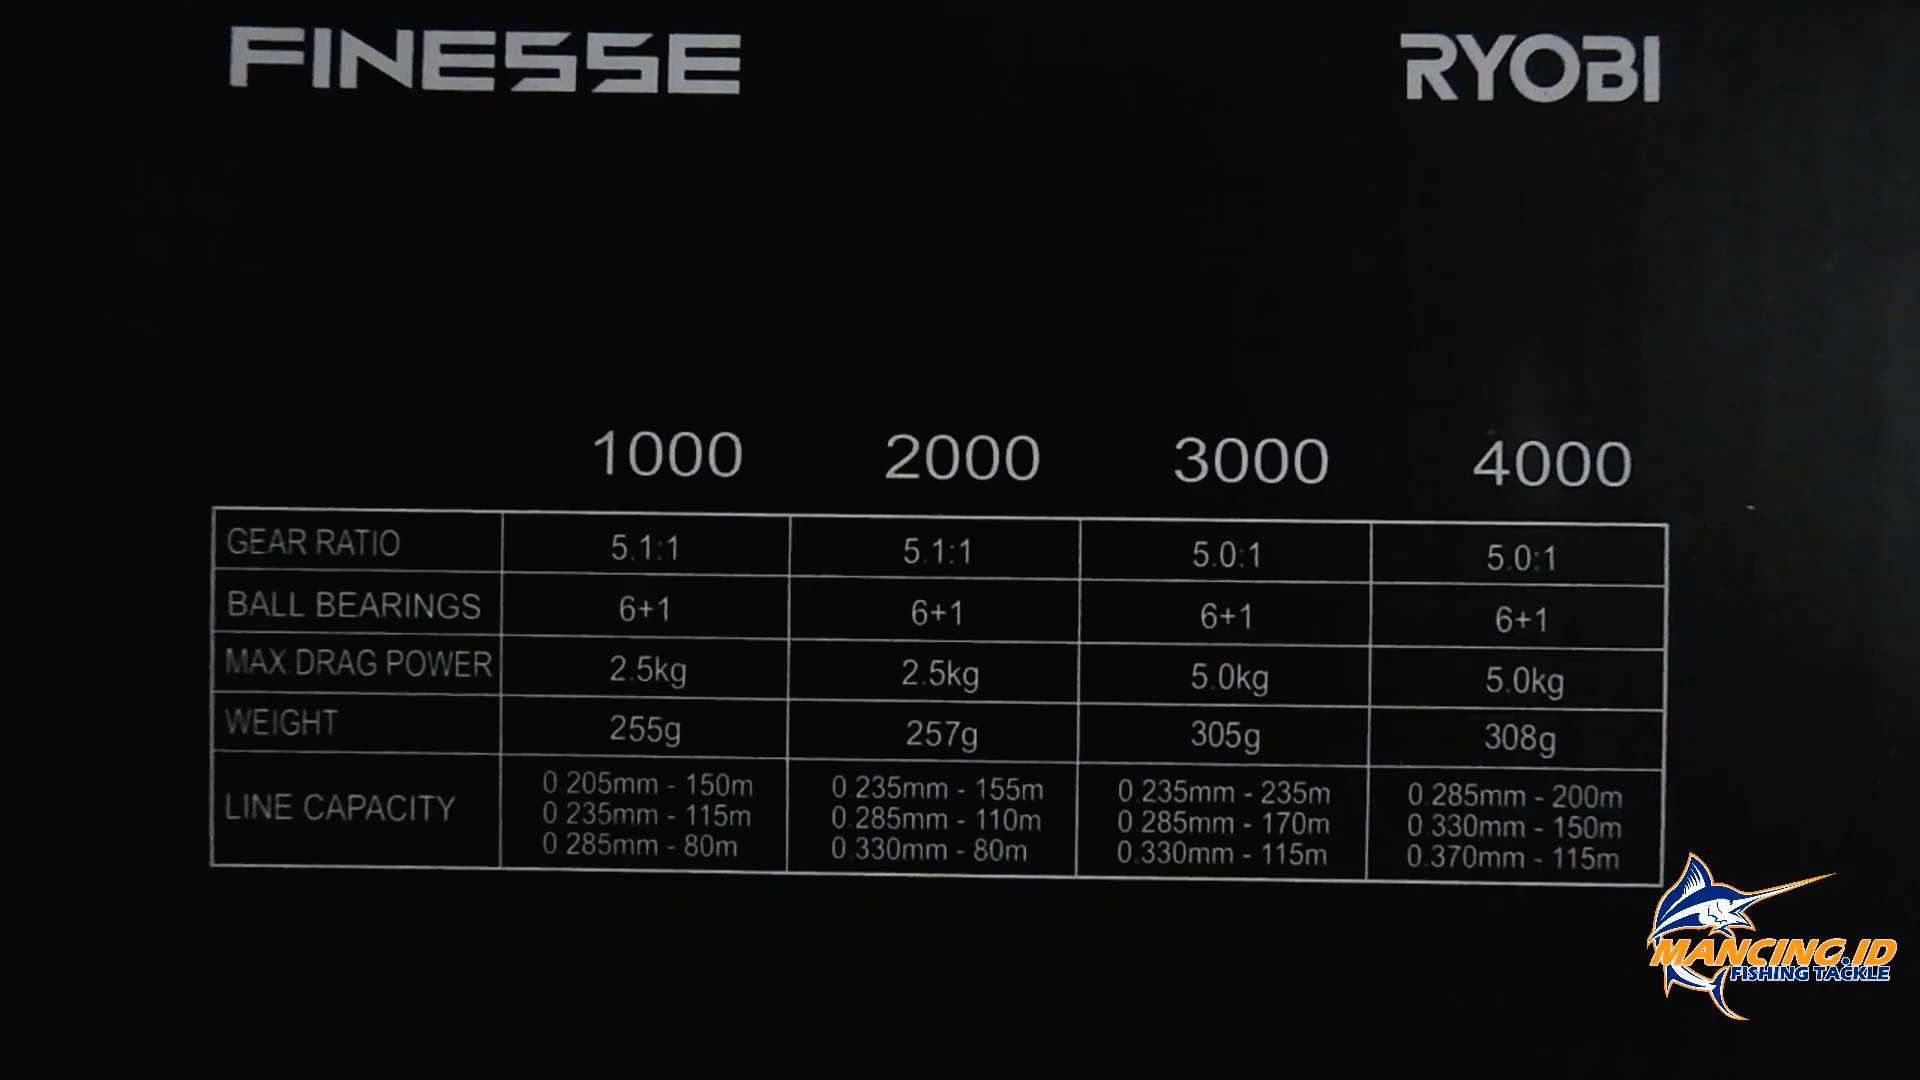 FINESSE RYOBI
1000 2000 3000 4000
GEAR RATIO 5.1:1 5.1:1 5.0:1 5.0:1
BALL BEARINGS 6+1 6+1 6+1 6+1
MAX.DRAG POWER 2.5kg 2.5kg 5.0kg 5.0kg
WEIGHT 255g 257g 305g 308g
LINE CAPACITY
0.205mm - 150m 0.235mm - 155m 0.235mm - 235m 0.285mm - 200m
0.235mm - 115m 0.285mm - 110m 0.285mm - 170m 0.330mm - 150m
0.285mm - 80m 0.330mm - 80m 0.330mm - 115m 0.370mm - 115m
MANCING.ID
FISHING TACKLE